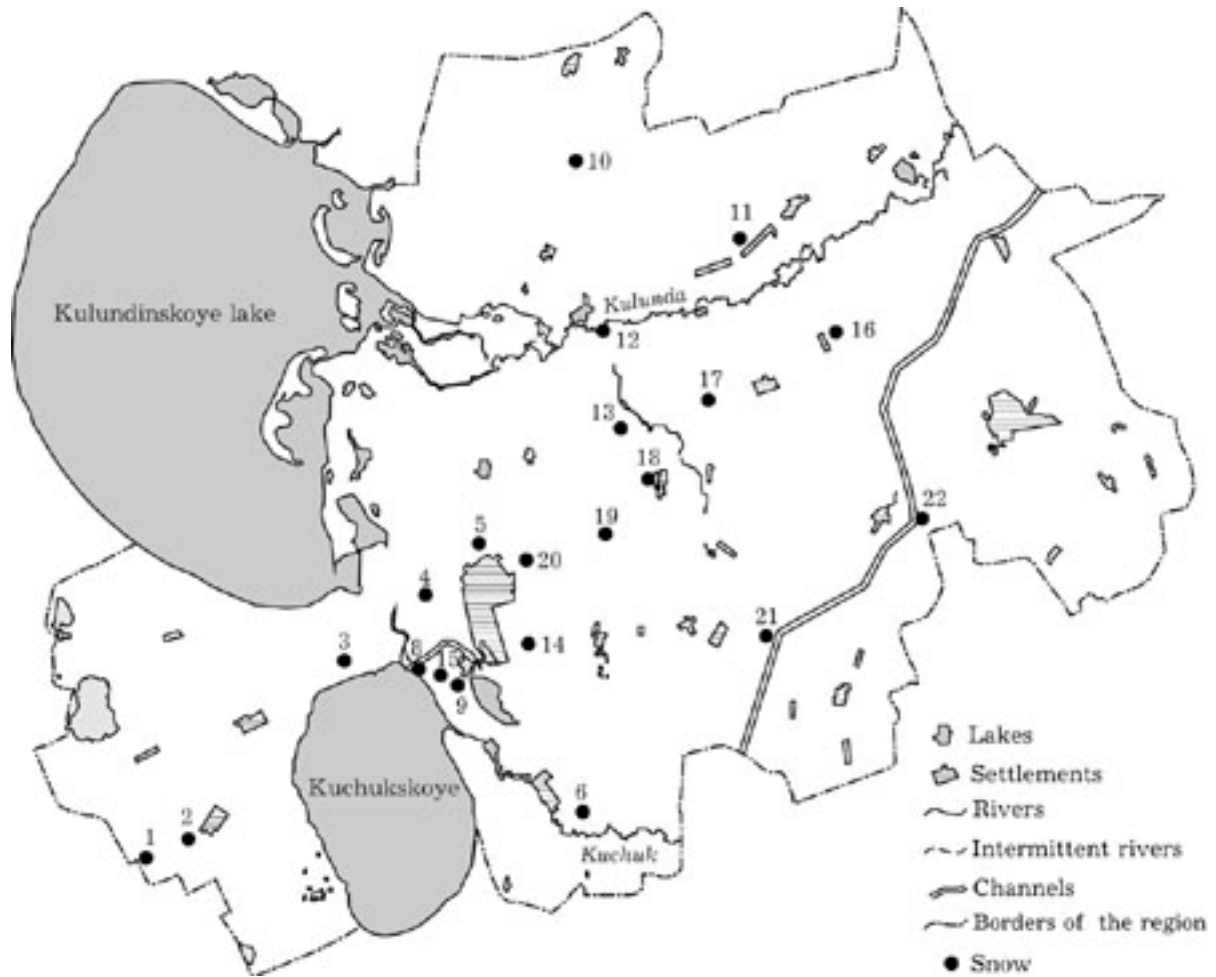 10
11
Kulunda
Kulundinskoye lake
12
16
17
13
18
22
19
5
20
4
21
14
3
8
15
9
Lakes
Kuchukskoye
Settlements
6
2
Rivers
1
Kuchuk
Intermittent rivers
Channels
Borders of the region
Snow